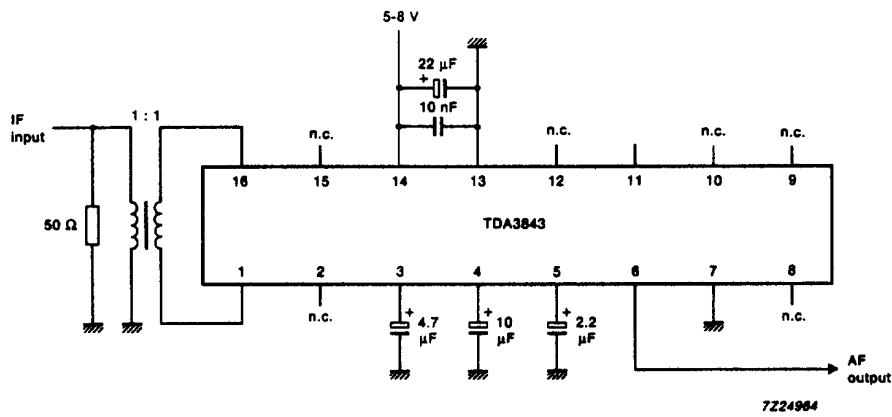 5-8 V
22 µF
+
10 nF
IF
input
1 : 1
n.c.
n.c.
n.c.
n.c.
16
15
14
13
12
11
10
9
50 Ω
TDA3843
1
2
3
4
5
6
7
8
n.c.
+
4.7
µF
+
10
µF
+
2.2
µF
n.c.
AF
output
7Z24964